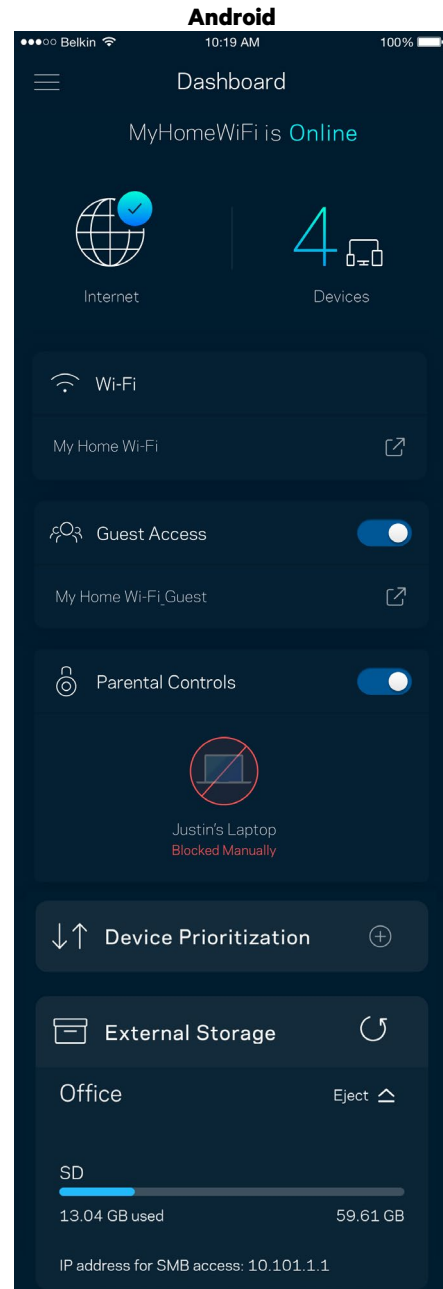 Android
Belkin 10:19 AM 100%
Dashboard
MyHomeWiFi is Online
4
Internet Devices
Wi-Fi
My Home Wi-Fi
Guest Access
My Home Wi-Fi_Guest
Parental Controls
Justin's Laptop
Blocked Manually
Device Prioritization
External Storage
Office Eject
SD
13.04 GB used 59.61 GB
IP address for SMB access: 10.101.1.1